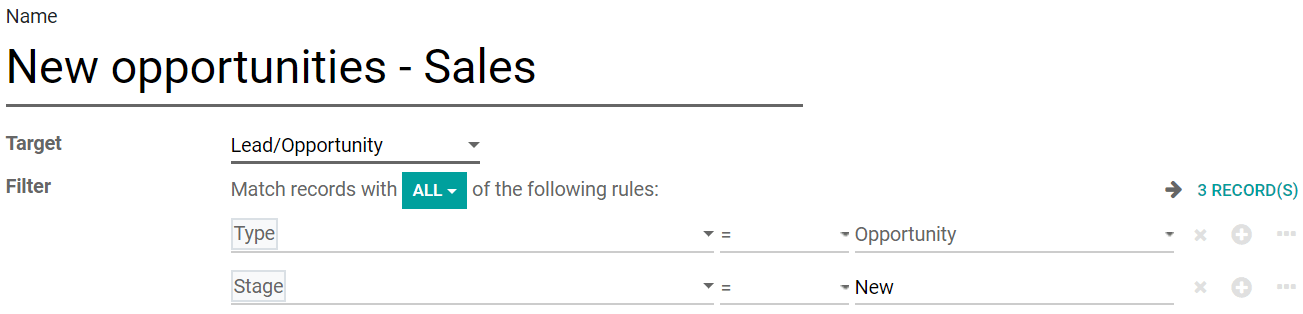 Name
New opportunities - Sales
Target Lead/Opportunity
Filter Match records with ALL of the following rules: 3 RECORD(S)
Type = Opportunity
Stage = New